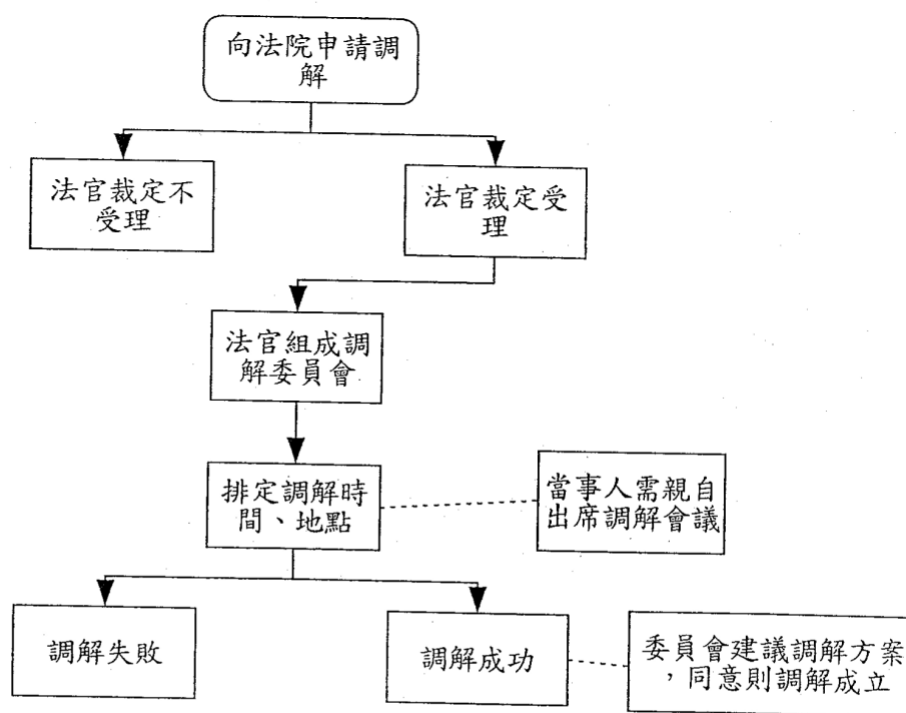 向法院申請調
解
法官裁定不
受理
法官裁定受
理
法官組成調
解委員會
排定調解時
間、地點
當事人需親自
出席調解會議
調解失敗
調解成功
委員會建議調解方案
，同意則調解成立